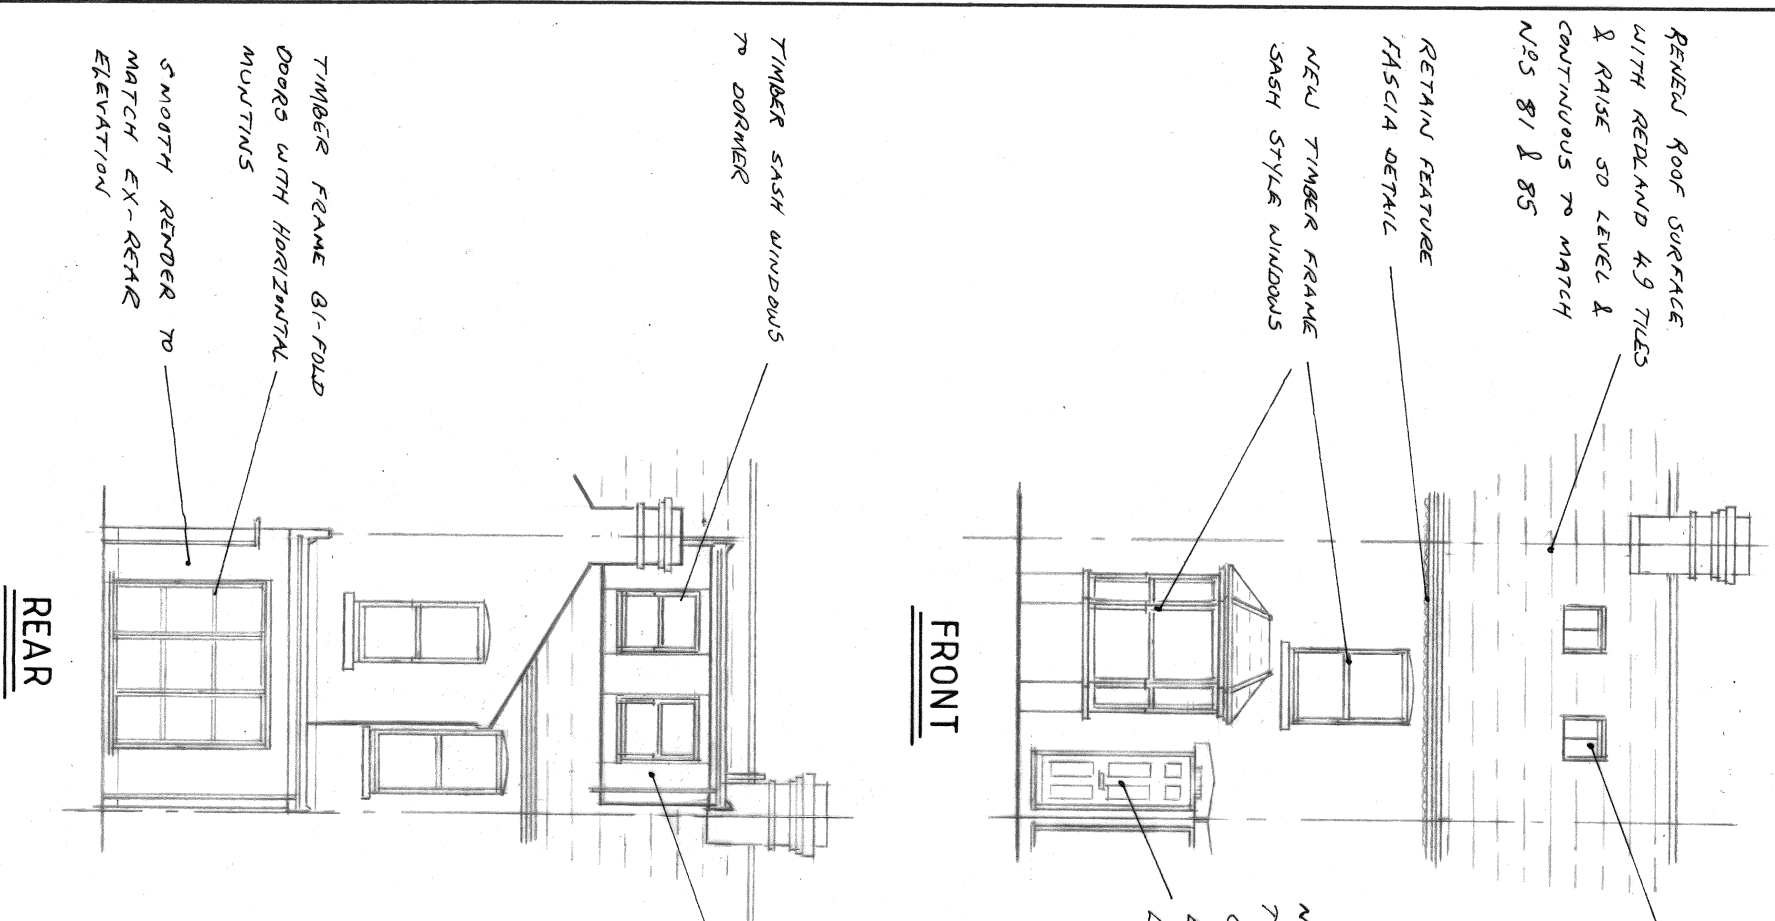 RENEW ROOF SURFACE
WITH REDLAND 49 TILES
& RAISE SO LEVEL &
CONTINUOUS TO MATCH
NºS 81 & 85
RETAIN FEATURE
FASCIA DETAIL
NEW TIMBER FRAME
SASH STYLE WINDOWS
FRONT
TIMBER SASH WINDOWS
TO DORMER
TIMBER FRAME BI-FOLD
DOORS WITH HORIZONTAL
MUNTINS
SMOOTH RENDER TO
MATCH EX-REAR
ELEVATION
REAR